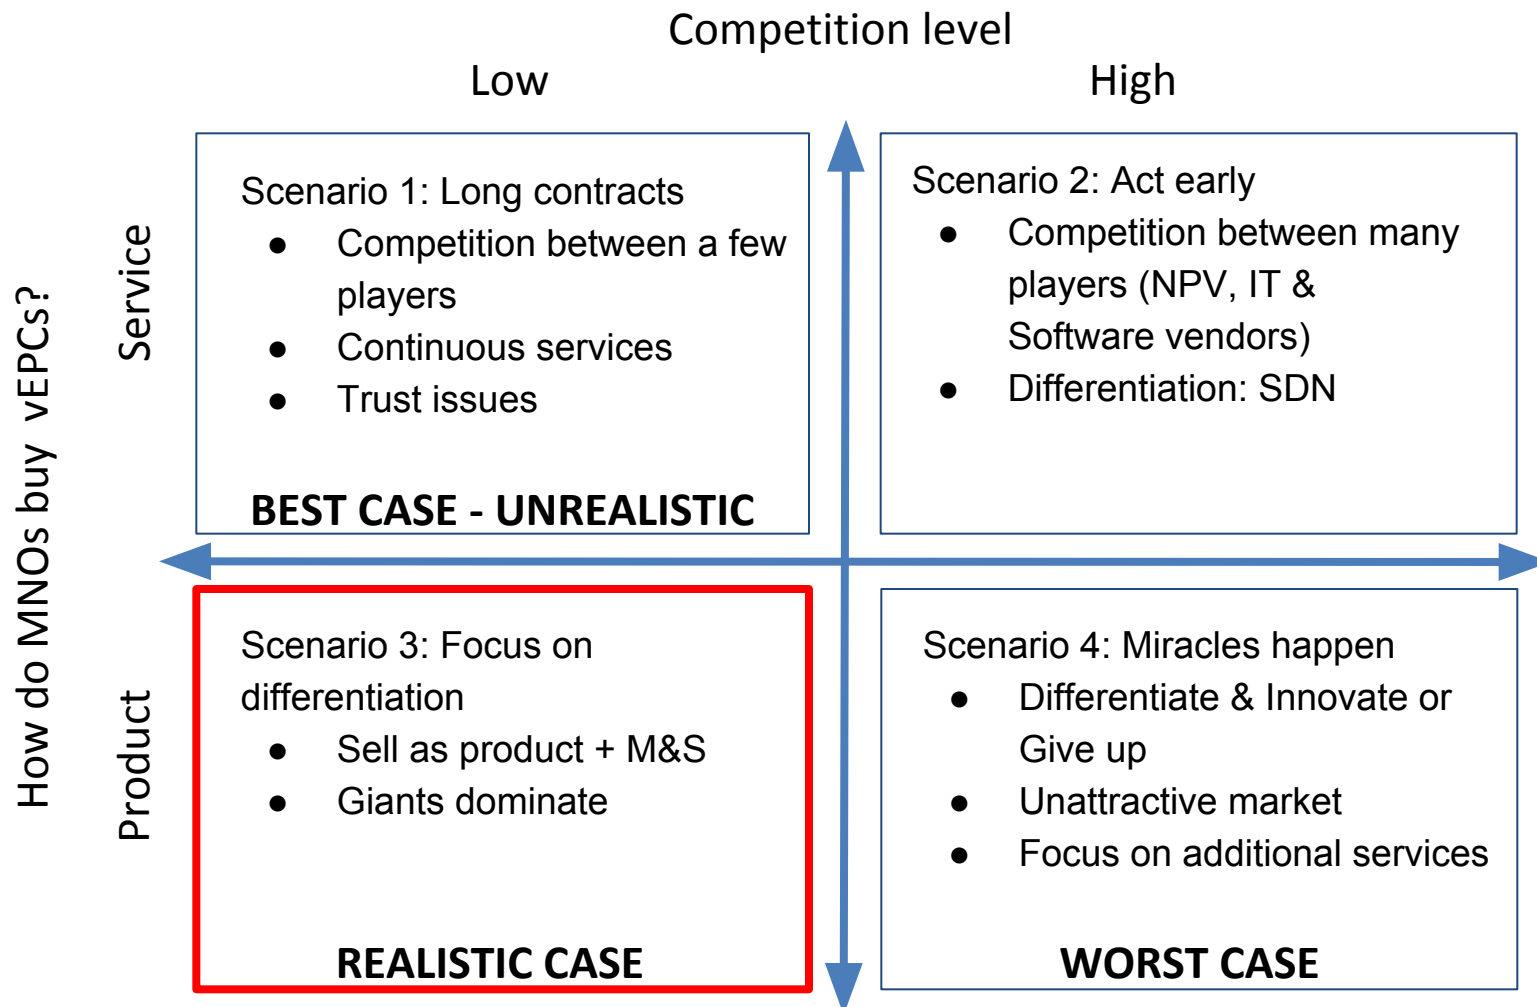 Competition level
Low
High
How do MNOs buy vEPCs?
Service
Scenario 1: Long contracts
● Competition between a few
players
● Continuous services
● Trust issues
BEST CASE - UNREALISTIC
Scenario 2: Act early
● Competition between many
players (NPV, IT &
Software vendors)
● Differentiation: SDN
Product
Scenario 3: Focus on
differentiation
● Sell as product + M&S
● Giants dominate
REALISTIC CASE
Scenario 4: Miracles happen
● Differentiate & Innovate or
Give up
● Unattractive market
● Focus on additional services
WORST CASE